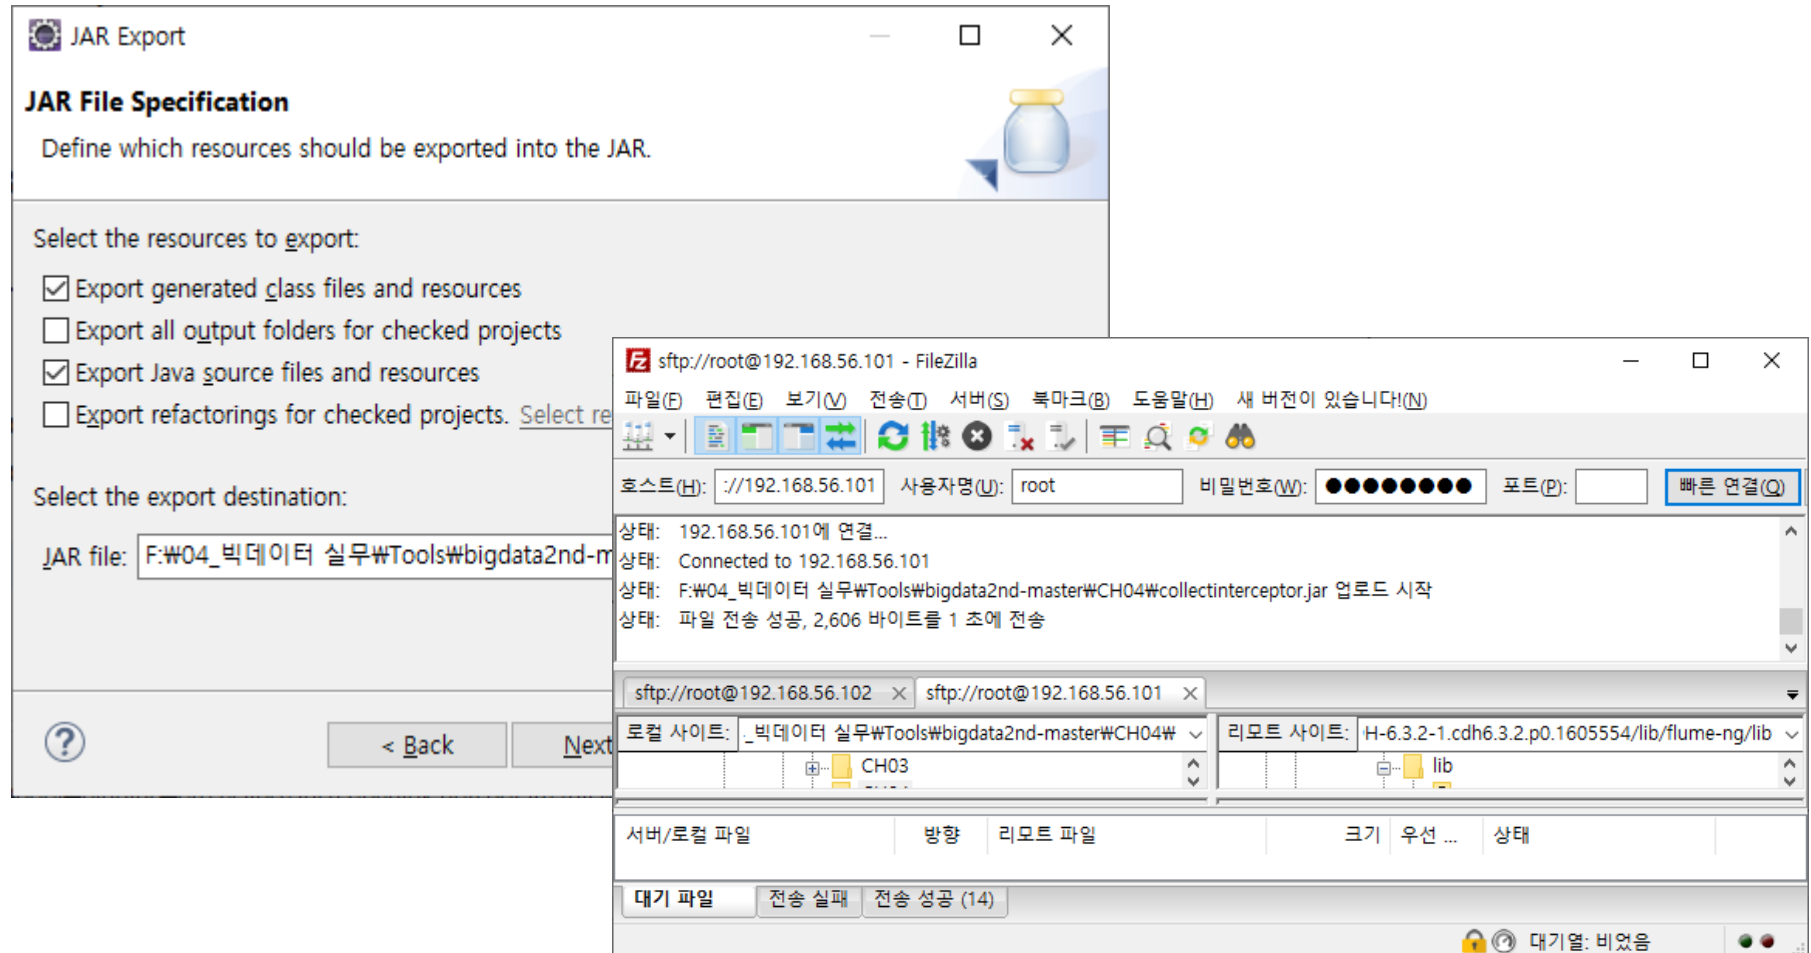 JAR Export
JAR File Specification
Define which resources should be exported into the JAR.
Select the resources to export:
Export generated class files and resources
Export all output folders for checked projects
Export Java source files and resources
Export refactorings for checked projects. Select re
Select the export destination:
JAR file: F:₩04_빅데이터 실무₩Tools₩bigdata2nd-m
< Back
Next
sftp://root@192.168.56.101 - FileZilla
파일(F) 편집(E) 보기(V) 전송(T) 서버(S) 북마크(B) 도움말(H) 새 버전이 있습니다!(N)
호스트(H): ://192.168.56.101 사용자명(U): root 비밀번호(W): ●●●●●●●● 포트(P): 빠른 연결(Q)
상태: 192.168.56.101에 연결...
상태: Connected to 192.168.56.101
상태: F:₩04_빅데이터 실무₩Tools₩bigdata2nd-master₩CH04₩collectinterceptor.jar 업로드 시작
상태: 파일 전송 성공, 2,606 바이트를 1 초에 전송
sftp://root@192.168.56.102 sftp://root@192.168.56.101
로컬 사이트: _빅데이터 실무₩Tools₩bigdata2nd-master₩CH04₩ 리모트 사이트: H-6.3.2-1.cdh6.3.2.p0.1605554/lib/flume-ng/lib
CH03 lib
서버/로컬 파일 방향 리모트 파일 크기 우선 ... 상태
대기 파일 전송 실패 전송 성공 (14)
대기열: 비었음